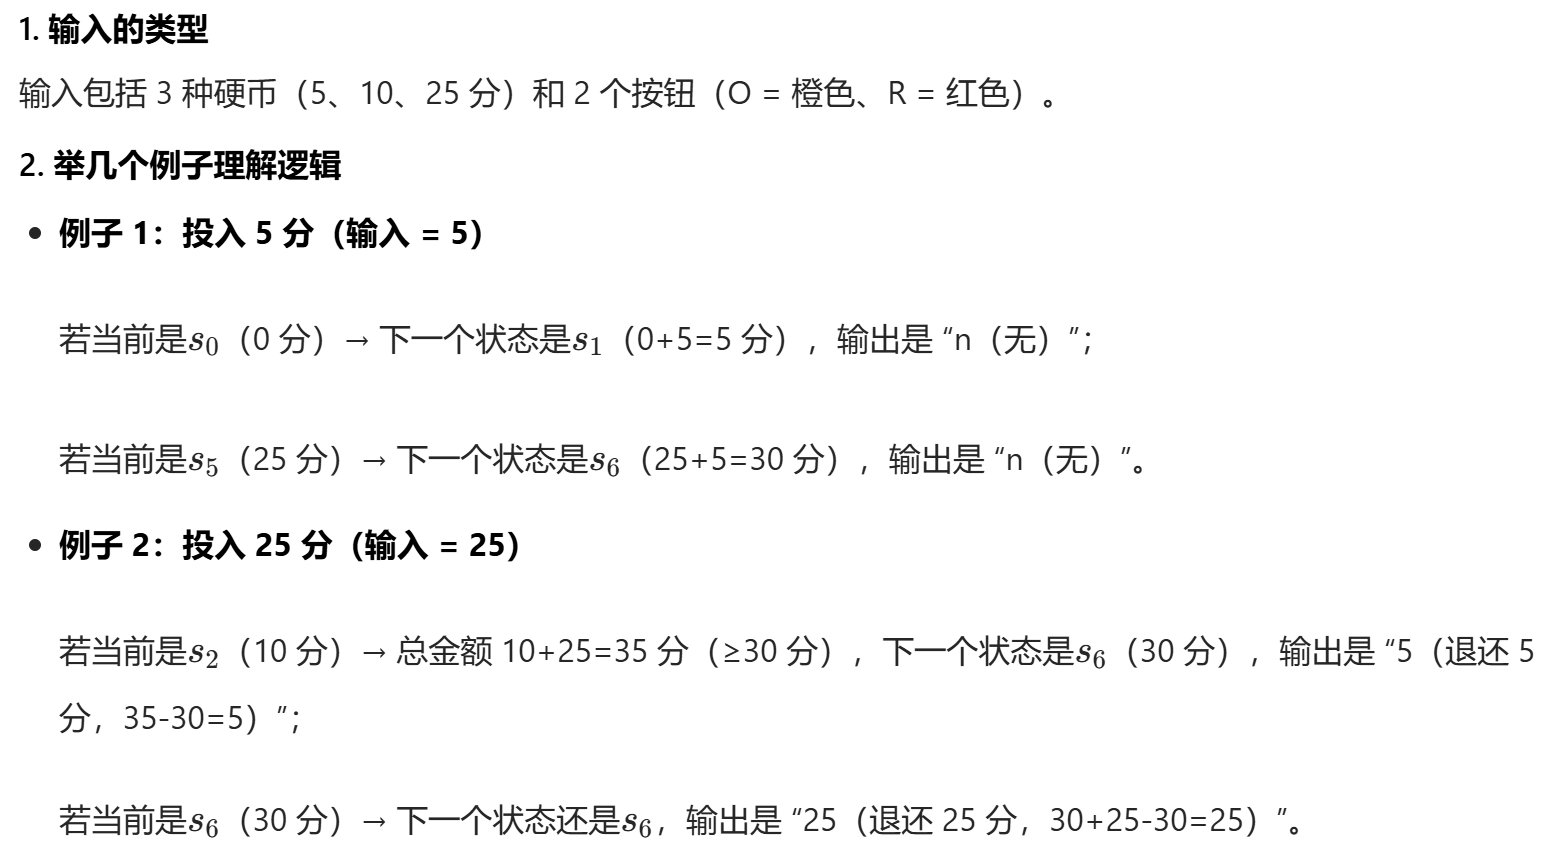 1. 输入的类型
输入包括 3 种硬币（5、10、25 分）和 2 个按钮（O = 橙色、R = 红色）。
2. 举几个例子理解逻辑
• 例子 1：投入 5 分（输入 = 5）
若当前是s₀（0 分）→ 下一个状态是s₁（0+5=5 分），输出是 “n（无）”；
若当前是s₅（25 分）→ 下一个状态是s₆（25+5=30 分），输出是 “n（无）”。
• 例子 2：投入 25 分（输入 = 25）
若当前是s₂（10 分）→ 总金额 10+25=35 分（≥30 分），下一个状态是s₆（30 分），输出是 “5（退还 5
分，35-30=5）”；
若当前是s₆（30 分）→ 下一个状态还是s₆，输出是 “25（退还 25 分，30+25-30=25）”。